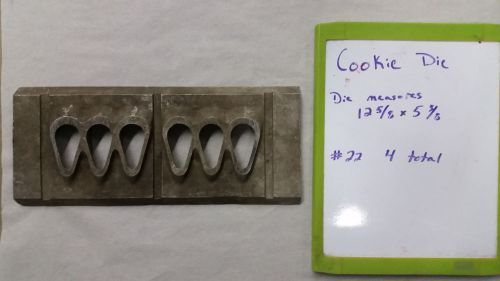 Cookie Die
Die measures
12 5/8 x 5 3/8
#22 4 total